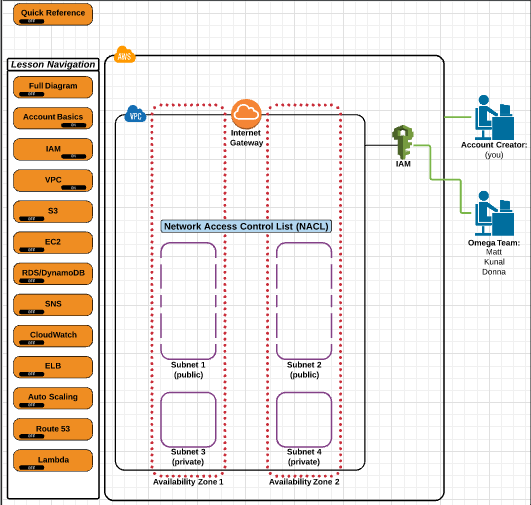 Quick Reference
OFF
Lesson Navigation
Full Diagram
OFF
Account Basics
ON
IAM
ON
VPC
ON
S3
OFF
EC2
OFF
RDS/DynamoDB
OFF
SNS
OFF
CloudWatch
OFF
ELB
OFF
Auto Scaling
OFF
Route 53
OFF
Lambda
OFF
AWS
VPC
Internet
Gateway
Network Access Control List (NACL)
Subnet 1
(public)
Subnet 2
(public)
Subnet 3
(private)
Subnet 4
(private)
Availability Zone 1
Availability Zone 2
IAM
Account Creator:
(you)
Omega Team:
Matt
Kunal
Donna